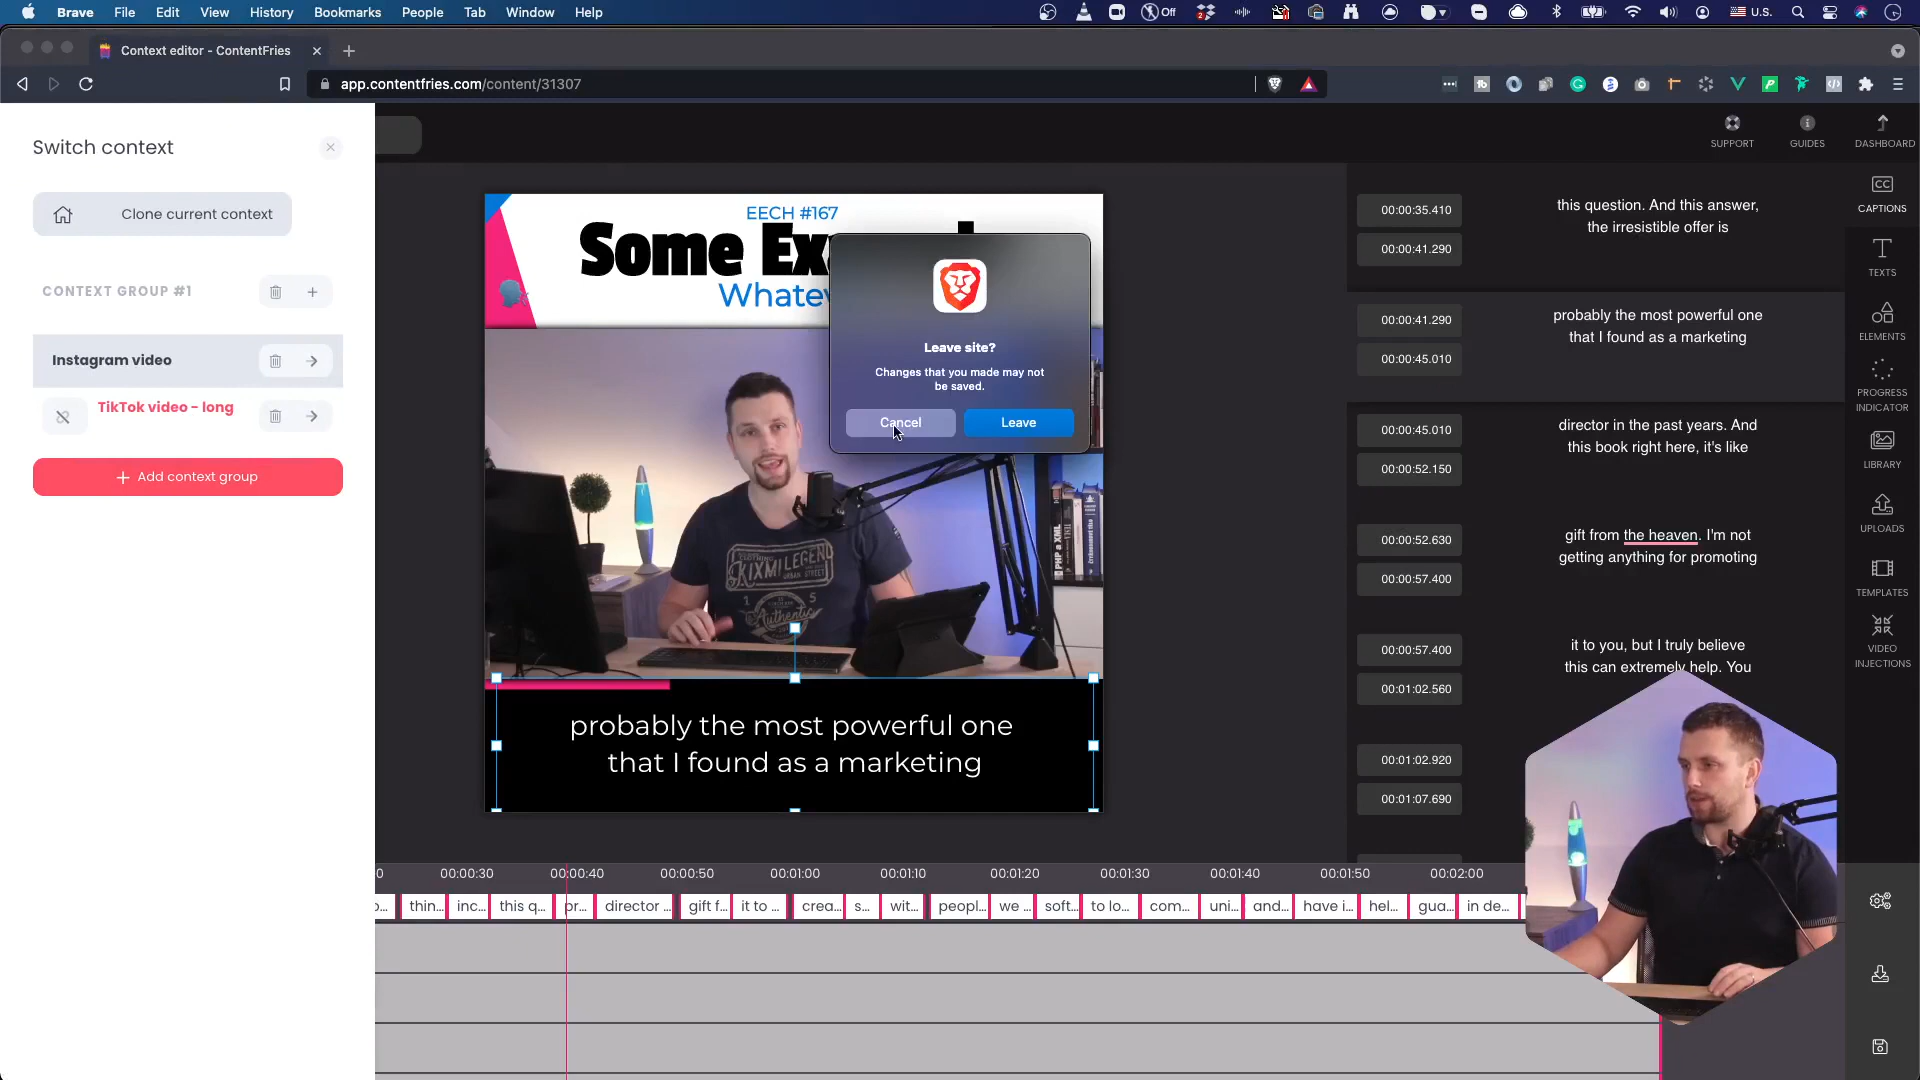 Brave File Edit View History Bookmarks People Tab Window Help
Off
U.S.
Context editor - ContentFries
app.contentfries.com/content/31307
Switch context
Clone current context
CONTEXT GROUP #1
Instagram video
TikTok video - long
Add context group
SUPPORT
GUIDES
DASHBOARD
EECH #167
Some Ex
Whatev
Leave site?
Changes that you made may not
be saved.
Cancel
Leave
KIXMILEGEND
Authentic
PHP a XML
probably the most powerful one
that I found as a marketing
00:00:35.410
00:00:41.290
this question. And this answer,
the irresistible offer is
00:00:41.290
00:00:45.010
probably the most powerful one
that I found as a marketing
00:00:45.010
00:00:52.150
director in the past years. And
this book right here, it's like
00:00:52.630
00:00:57.400
gift from the heaven. I'm not
getting anything for promoting
00:00:57.400
00:01:02.560
it to you, but I truly believe
this can extremely help. You
00:01:02.920
00:01:07.690
CC
CAPTIONS
TEXTS
ELEMENTS
PROGRESS
INDICATOR
LIBRARY
UPLOADS
TEMPLATES
VIDEO
INJECTIONS
0 00:00:30 00:00:40 00:00:50 00:01:00 00:01:10 00:01:20 00:01:30 00:01:40 00:01:50 00:02:00
o... thin... inc... this q... pr... director ... gift f... it to ... crea... s... wit... peopl... we ... soft... to lo... com... uni... and... have i... hel... gua... in de...